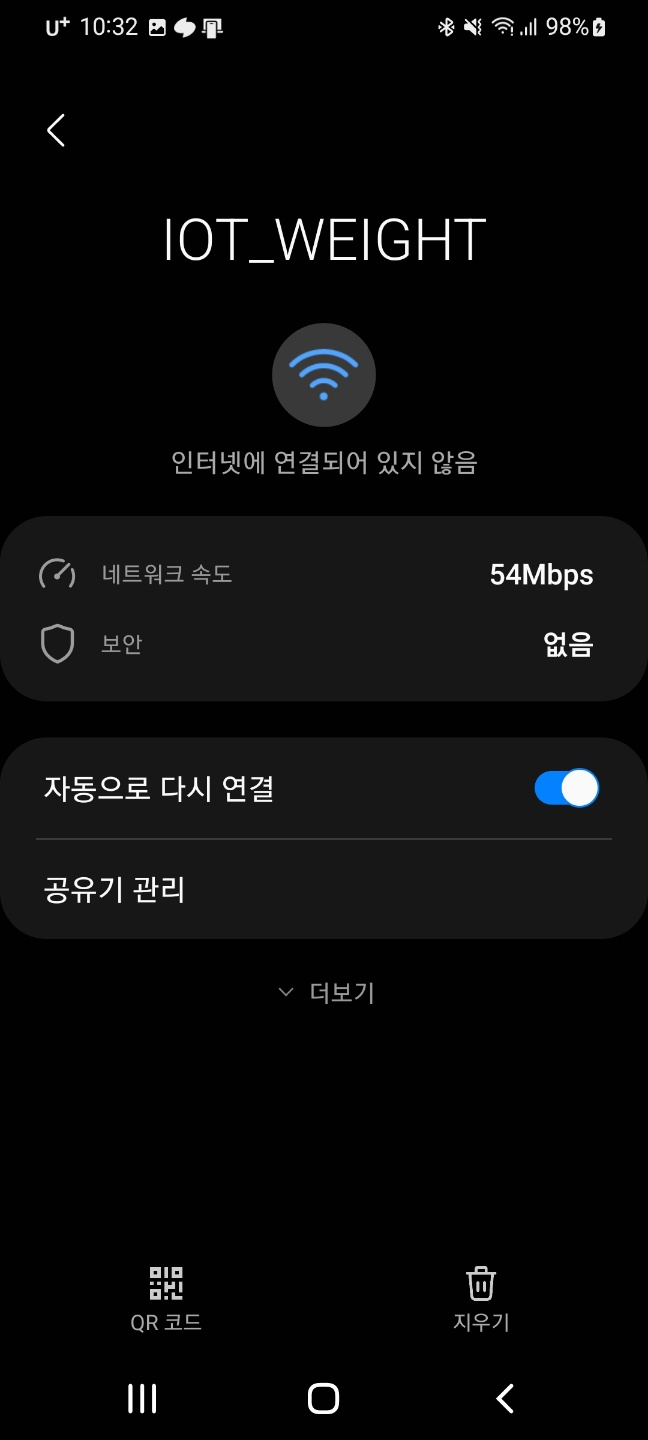 U+ 10:32 98%
IOT_WEIGHT
인터넷에 연결되어 있지 않음
네트워크 속도 54Mbps
보안 없음
자동으로 다시 연결
공유기 관리
더보기
QR 코드 지우기